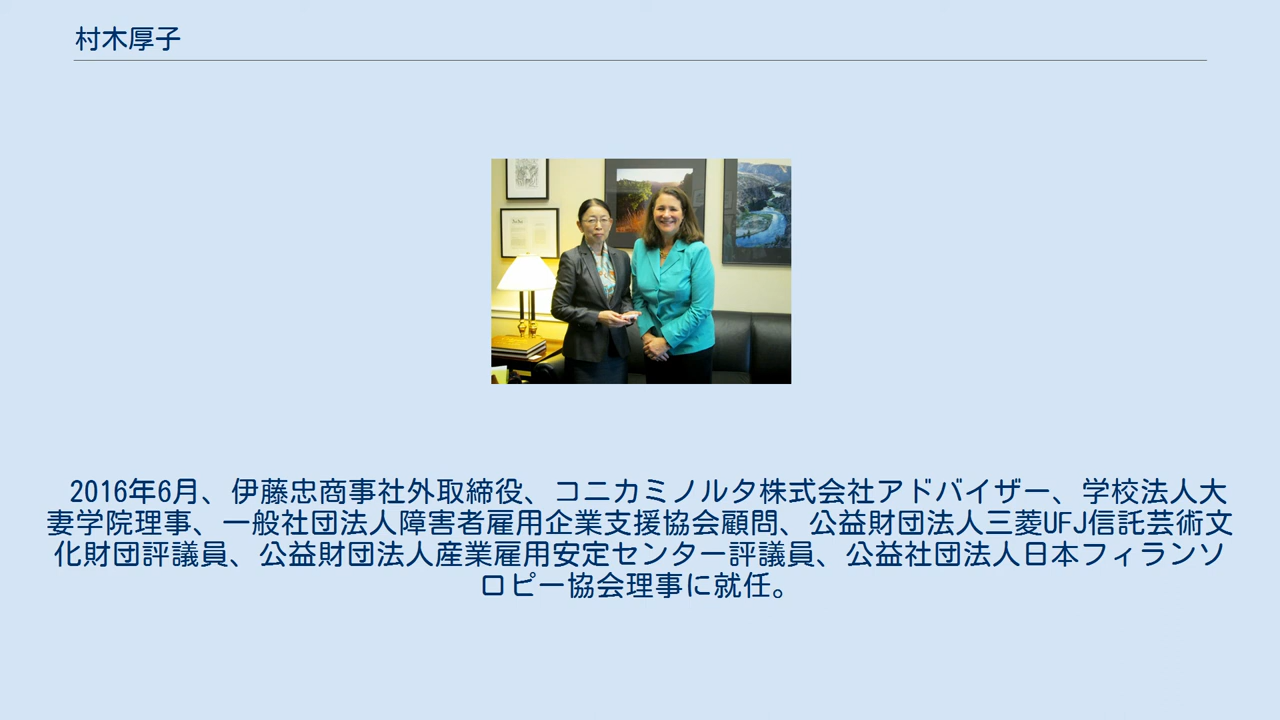 村木厚子
2016年6月、伊藤忠商事社外取締役、コニカミノルタ株式会社アドバイザー、学校法人大
妻学院理事、一般社団法人障害者雇用企業支援協会顧問、公益財団法人三菱UFJ信託芸術文
化財団評議員、公益財団法人産業雇用安定センター評議員、公益社団法人日本フィランソ
ロピー協会理事に就任。